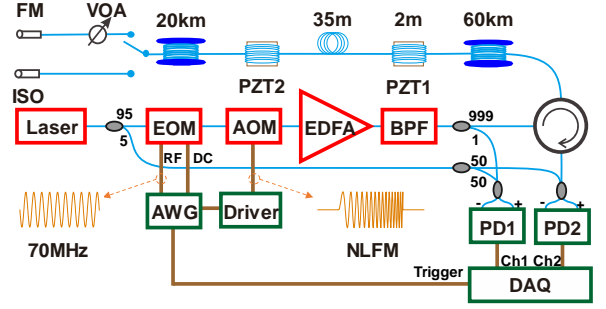 FM VOA 20km 35m 2m 60km
PZT2 PZT1
ISO
Laser 95 EOM AOM EDFA BPF 999
5 1
RF DC 50
50
AWG Driver - + - +
PD1 PD2
70MHz NLFM
Trigger Ch1 Ch2
DAQ